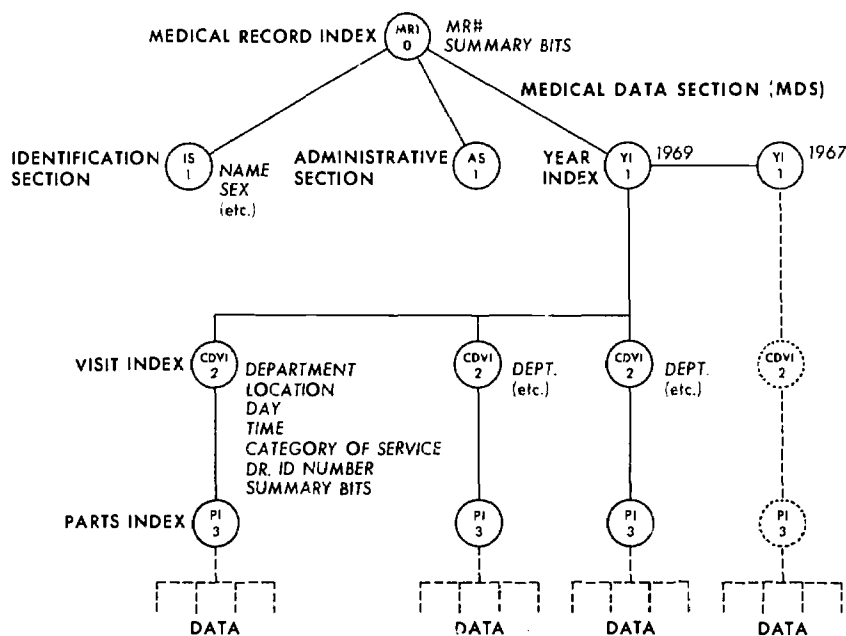 MEDICAL RECORD INDEX
MRI
0
MR#
SUMMARY BITS
MEDICAL DATA SECTION (MDS)
IDENTIFICATION
SECTION
IS
1
NAME
SEX
(etc.)
ADMINISTRATIVE
SECTION
AS
1
YEAR
INDEX
YI
1
1969
YI
1
1967
VISIT INDEX
CDVI
2
DEPARTMENT
LOCATION
DAY
TIME
CATEGORY OF SERVICE
DR. ID NUMBER
SUMMARY BITS
CDVI
2
DEPT.
(etc.)
CDVI
2
DEPT.
(etc.)
CDVI
2
PARTS INDEX
PI
3
PI
3
PI
3
PI
3
DATA
DATA
DATA
DATA